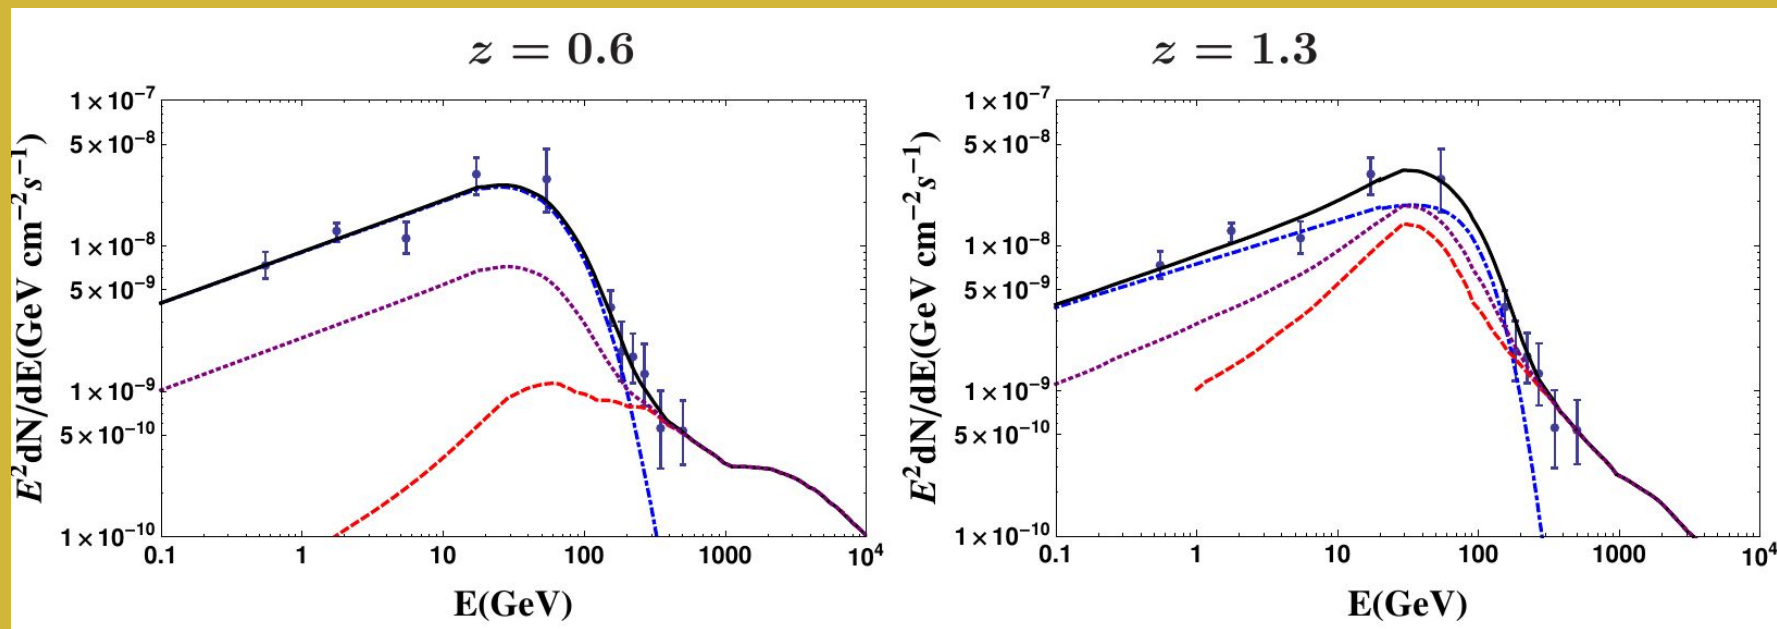 z = 0.6
1×10⁻⁷
5×10⁻⁸
1×10⁻⁸
5×10⁻⁹
1×10⁻⁹
5×10⁻¹⁰
1×10⁻¹⁰
E²dN/dE(GeV cm⁻²s⁻¹)
0.1 1 10 100 1000 10⁴
E(GeV)
z = 1.3
1×10⁻⁷
5×10⁻⁸
1×10⁻⁸
5×10⁻⁹
1×10⁻⁹
5×10⁻¹⁰
1×10⁻¹⁰
E²dN/dE(GeV cm⁻²s⁻¹)
0.1 1 10 100 1000 10⁴
E(GeV)